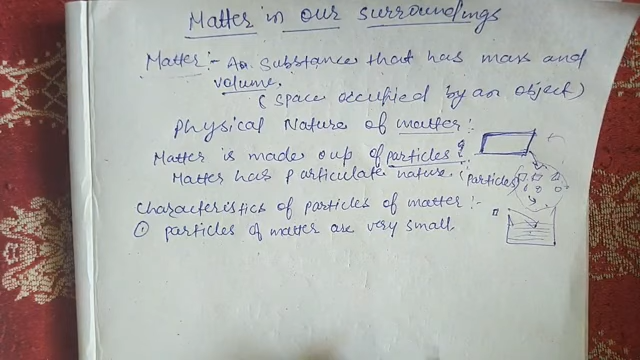 Matter in our surroundings
Matter:- A Substance that has mass and
volume.
(space occupied by an object)
Physical Nature of matter:-
Matter is made oup of particles
Matter has particulate nature. (particles)
Characteristics of particles of matter:-
① particles of matter are very small.